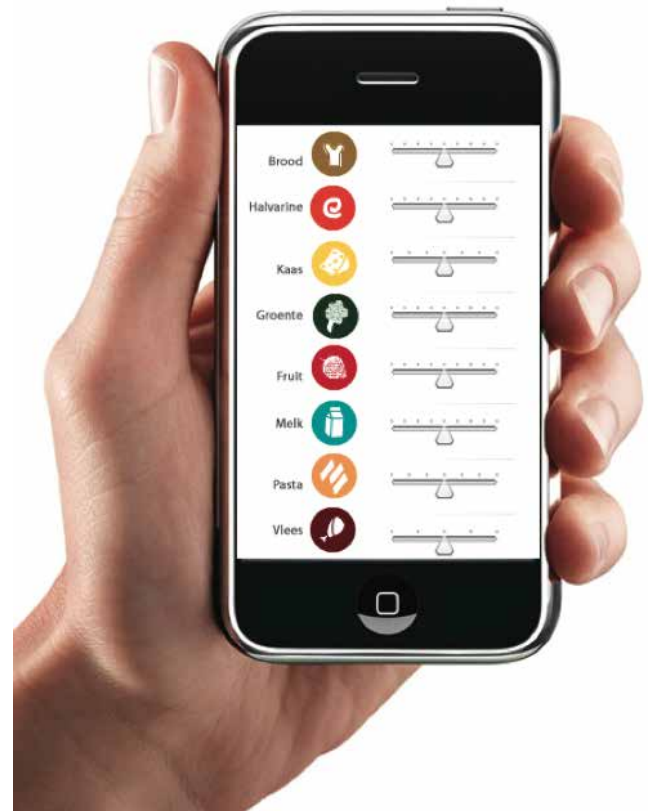 Brood
Halvarine
Kaas
Groente
Fruit
Melk
Pasta
Vlees